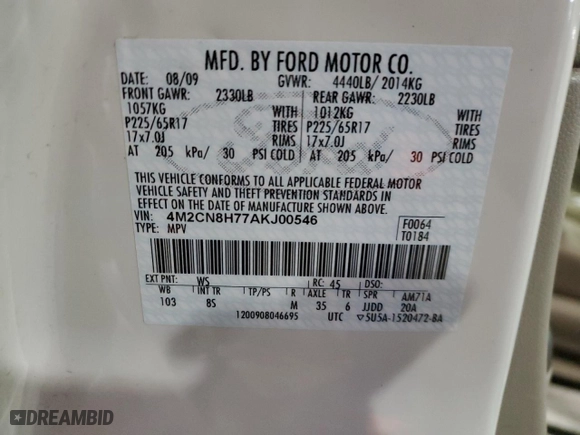 MFD. BY FORD MOTOR CO.
DATE: 08/09 GVWR: 4440LB/ 2014KG
FRONT GAWR: 2330LB REAR GAWR: 2230LB
1057KG WITH 1012KG WITH
P225/65R17 TIRES P225/65R17 TIRES
17x7.0J RIMS 17x7.0J RIMS
AT 205 kPa/ 30 PSI COLD AT 205 kPa/ 30 PSI COLD
THIS VEHICLE CONFORMS TO ALL APPLICABLE FEDERAL MOTOR
VEHICLE SAFETY AND THEFT PREVENTION STANDARDS IN
EFFECT ON THE DATE OF MANUFACTURE SHOWN ABOVE.
VIN: 4M2CN8H77AKJ00546 F0064
TYPE: MPV T0184
EXT PNT: WS RC: 45 DSO:
WB INT TR TP/PS R AXLE TR SPR AM71A
103 8S M 35 6 JJDD 20A
1200908046695 UTC ▽5U5A-1520472-BA
DREAMBID